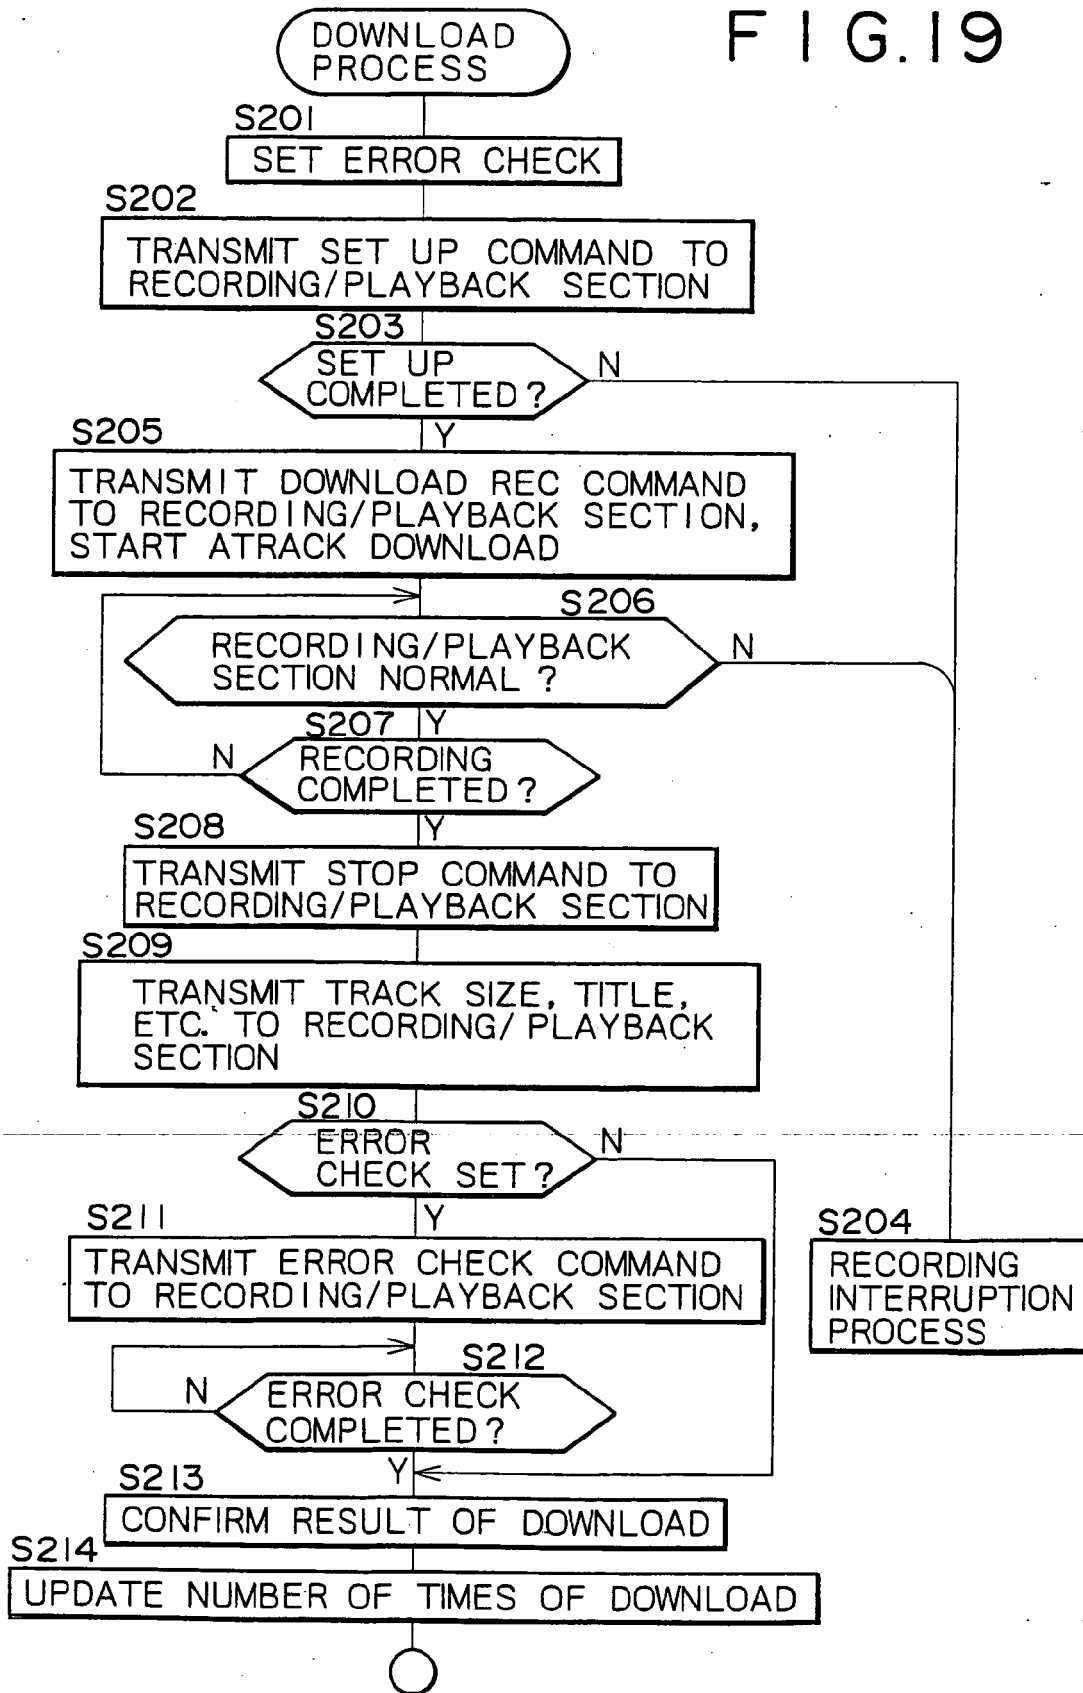 FIG.19
DOWNLOAD
PROCESS
S201
SET ERROR CHECK
S202
TRANSMIT SET UP COMMAND TO
RECORDING/PLAYBACK SECTION
S203
SET UP
COMPLETED?
N
Y
S205
TRANSMIT DOWNLOAD REC COMMAND
TO RECORDING/PLAYBACK SECTION,
START ATRACK DOWNLOAD
S206
RECORDING/PLAYBACK
SECTION NORMAL ?
N
Y
S207
RECORDING
COMPLETED?
N
Y
S208
TRANSMIT STOP COMMAND TO
RECORDING/PLAYBACK SECTION
S209
TRANSMIT TRACK SIZE, TITLE,
ETC. TO RECORDING/PLAYBACK
SECTION
S210
ERROR
CHECK SET?
N
Y
S211
TRANSMIT ERROR CHECK COMMAND
TO RECORDING/PLAYBACK SECTION
S204
RECORDING
INTERRUPTION
PROCESS
S212
ERROR CHECK
COMPLETED?
N
Y
S213
CONFIRM RESULT OF DOWNLOAD
S214
UPDATE NUMBER OF TIMES OF DOWNLOAD